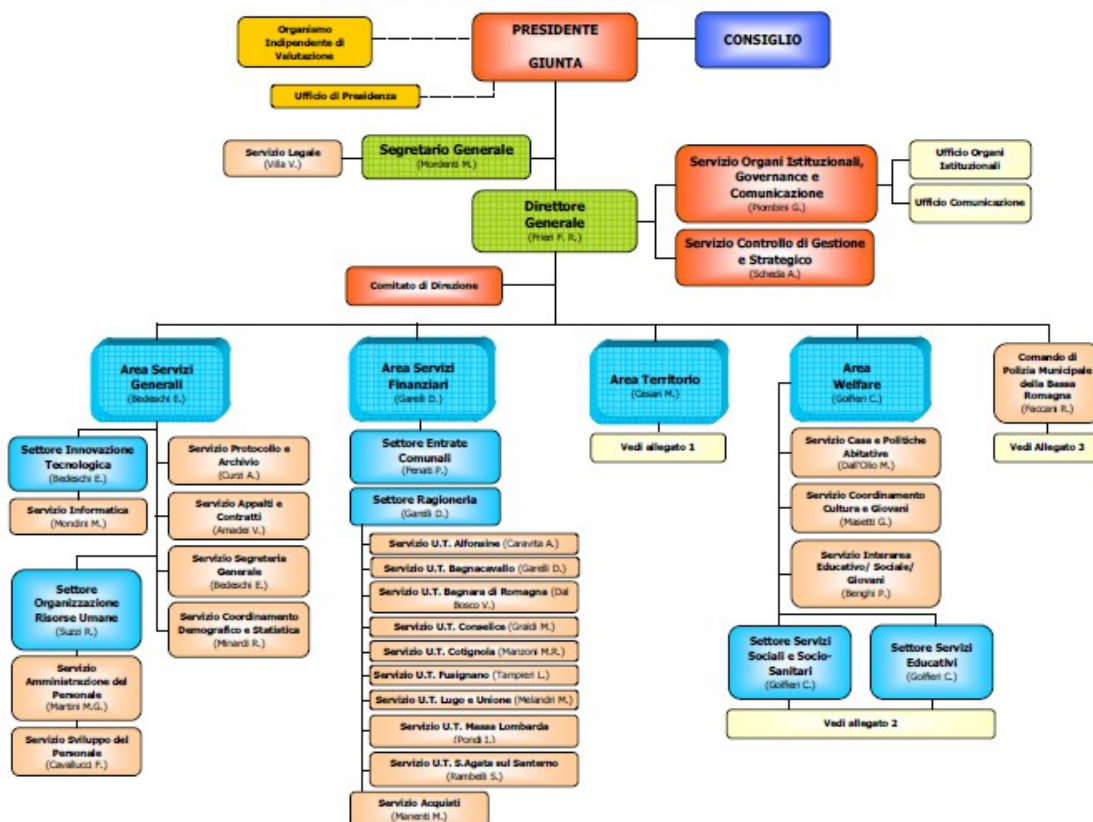 Organiamo
Indipendente di
Valutazione
PRESIDENTE
GIUNTA
CONSIGLIO
Ufficio di Presidenza
Servizio Legale
(Villa V.)
Segretario Generale
(Mordenti M.)
Servizio Organi Istituzionali,
Governance e
Comunicazione
(Piombini G.)
Ufficio Organi
Istituzionali
Ufficio Comunicazione
Direttore
Generale
(Frieri F. R.)
Servizio Controllo di Gestione
e Strategico
(Scheda A.)
Comitato di Direzione
Area Servizi
Generali
(Bedeschi E.)
Area Servizi
Finanziari
(Garelli D.)
Area Territorio
(Cesari M.)
Area
Welfare
(Golfieri C.)
Comando di
Polizia Municipale
della Bassa
Romagna
(Faccani R.)
Settore Innovazione
Tecnologica
(Bedeschi E.)
Servizio Informatica
(Mondini M.)
Servizio Protocollo e
Archivio
(Curzi A.)
Servizio Appalti e
Contratti
(Amadei V.)
Servizio Segreteria
Generale
(Bedeschi E.)
Servizio Coordinamento
Demografico e Statistica
(Minardi R.)
Settore
Organizzazione
Risorse Umane
(Suzzi R.)
Servizio
Amministrazione del
Personale
(Martini M.G.)
Servizio Sviluppo del
Personale
(Cavallucci F.)
Settore Entrate
Comunali
(Penati P.)
Settore Ragioneria
(Garelli D.)
Servizio U.T. Alfonsine (Caravita A.)
Servizio U.T. Bagnacavallo (Garelli D.)
Servizio U.T. Bagnara di Romagna (Dal
Bosco V.)
Servizio U.T. Conselice (Graldi M.)
Servizio U.T. Cotignola (Manzoni M.R.)
Servizio U.T. Fusignano (Tampieri L.)
Servizio U.T. Lugo e Unione (Melandri M.)
Servizio U.T. Massa Lombarda
(Pondi I.)
Servizio U.T. S.Agata sul Santerno
(Rambelli S.)
Servizio Acquisti
(Manenti M.)
Vedi allegato 1
Servizio Casa e Politiche
Abitative
(Dall'Olio M.)
Servizio Coordinamento
Cultura e Giovani
(Masetti G.)
Servizio Interarea
Educativo/ Sociale/
Giovani
(Benghi P.)
Settore Servizi
Sociali e Socio-
Sanitari
(Golfieri C.)
Settore Servizi
Educativi
(Golfieri C.)
Vedi allegato 2
Vedi Allegato 3